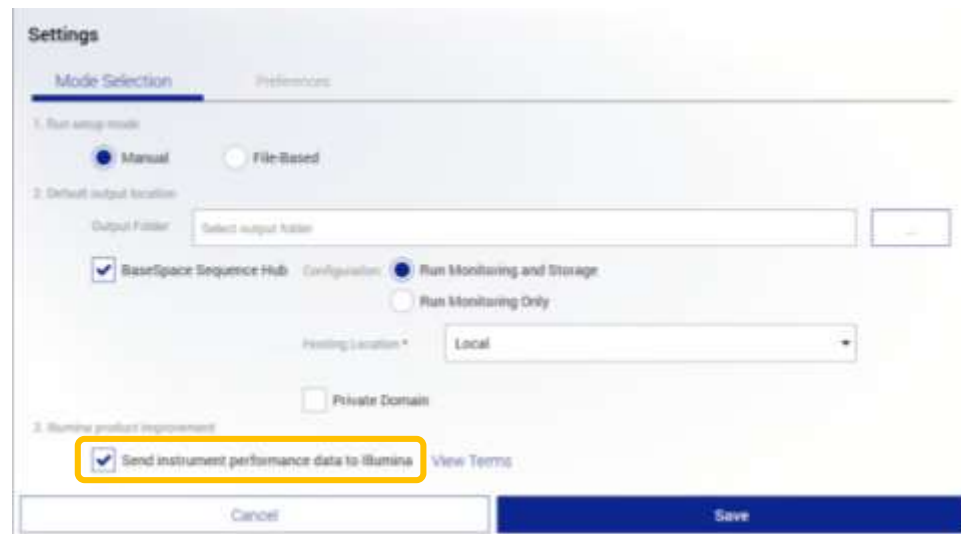 Settings
Mode Selection Preferences
1. Run setup mode
Manual File-Based
2. Default output location
Output Folder Select output folder ...
BaseSpace Sequence Hub Configuration Run Monitoring and Storage
Run Monitoring Only
Hosting Location * Local
Private Domain
3. Illumina product improvement
Send instrument performance data to Illumina View Terms
Cancel Save